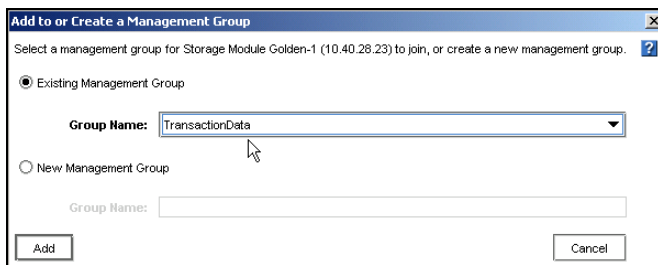 Add to or Create a Management Group
Select a management group for Storage Module Golden-1 (10.40.28.23) to join, or create a new management group.
?
Existing Management Group
Group Name: TransactionData
New Management Group
Group Name:
Add Cancel